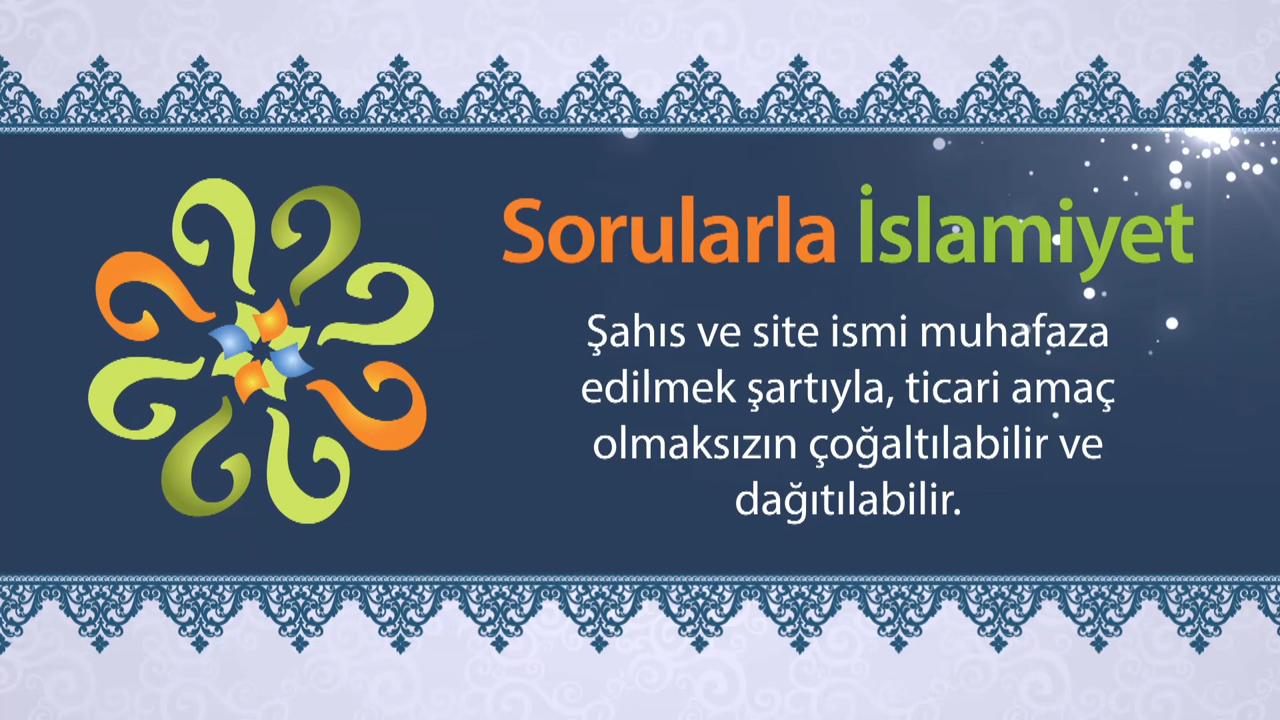 Sorularla İslamiyet
Şahıs ve site ismi muhafaza
edilmek şartıyla, ticari amaç
olmaksızın çoğaltılabilir ve
dağıtılabilir.